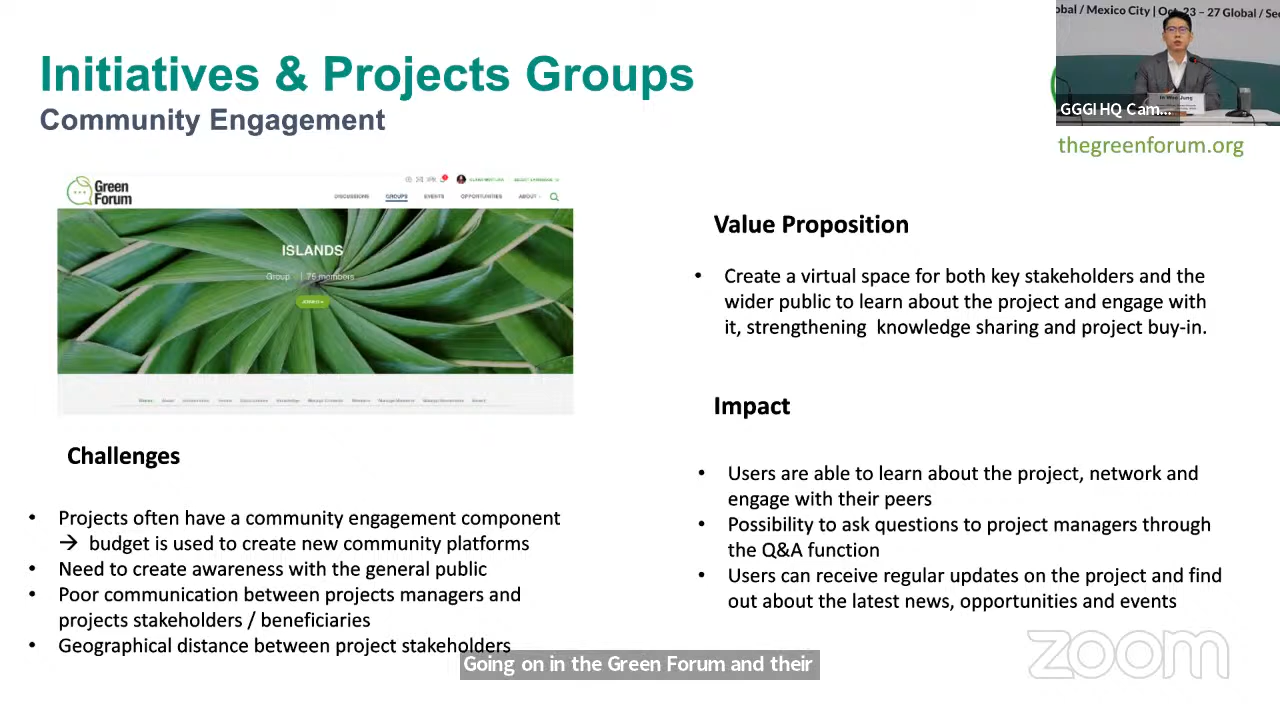 Initiatives & Projects Groups
Community Engagement
obal / Mexico City | Oct 23 – 27 Global / Se
GGGI HQ Cam...
thegreenforum.org
Green
Forum
DISCUSSIONS GROUPS EVENTS OPPORTUNITIES ABOUT
ISLANDS
Group | 75 members
Value Proposition
• Create a virtual space for both key stakeholders and the
wider public to learn about the project and engage with
it, strengthening knowledge sharing and project buy-in.
Impact
• Users are able to learn about the project, network and
engage with their peers
• Possibility to ask questions to project managers through
the Q&A function
• Users can receive regular updates on the project and find
out about the latest news, opportunities and events
Challenges
• Projects often have a community engagement component
→ budget is used to create new community platforms
• Need to create awareness with the general public
• Poor communication between projects managers and
projects stakeholders / beneficiaries
• Geographical distance between project stakeholders
Going on in the Green Forum and their
zoom